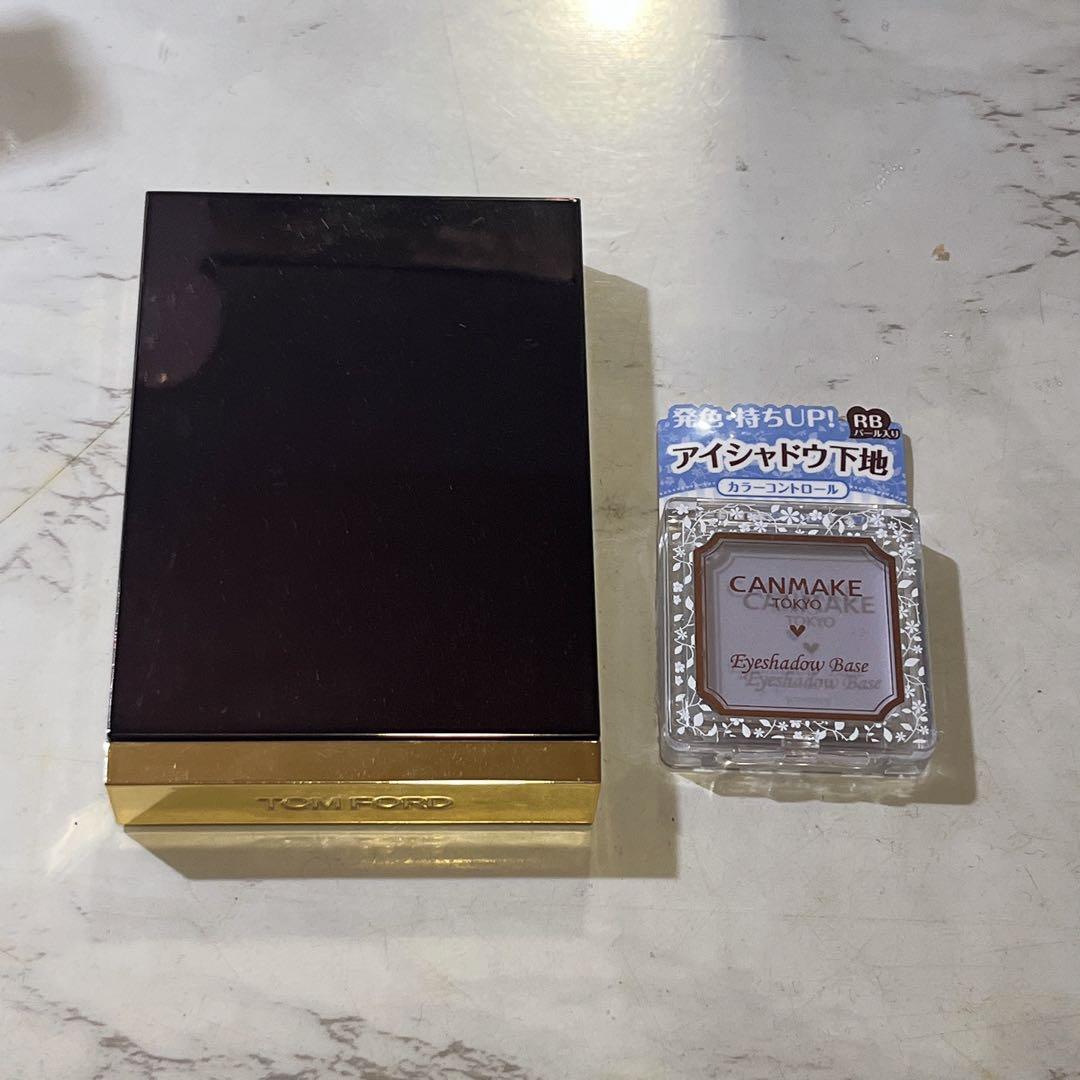 TOM FORD
発色・持ちUP!
RB
パール入り
アイシャドウ下地
カラーコントロール
CANMAKE
TOKYO
Eyeshadow Base